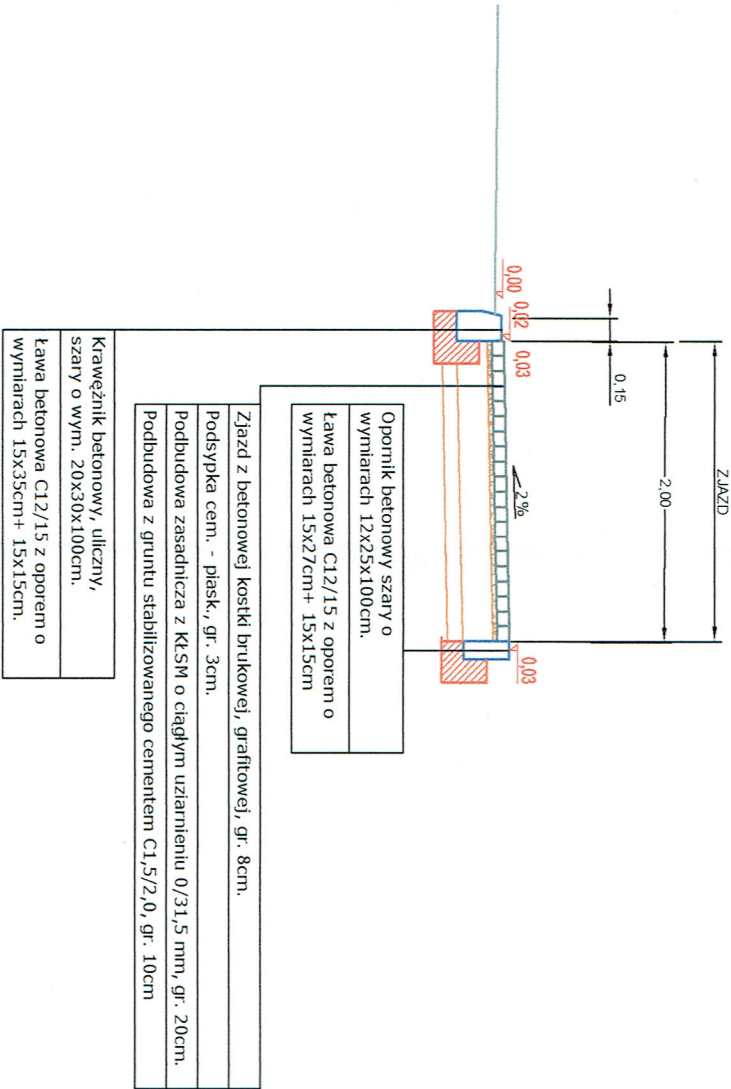 ZJAZD
2,00
0,15
0,00
0,02
0,03
2%
0,03
Opornik betonowy szary o
wymiarach 12x25x100cm.
Ława betonowa C12/15 z oporem o
wymiarach 15x27cm+ 15x15cm
Zjazd z betonowej kostki brukowej, grafitowej, gr. 8cm.
Podsypka cem. - piask., gr. 3cm.
Podbudowa zasadnicza z KŁSM o ciągłym uziarnieniu 0/31,5 mm, gr. 20cm.
Podbudowa z gruntu stabilizowanego cementem C1,5/2,0, gr. 10cm
Krawężnik betonowy, uliczny,
szary o wym. 20x30x100cm.
Ława betonowa C12/15 z oporem o
wymiarach 15x35cm+ 15x15cm.